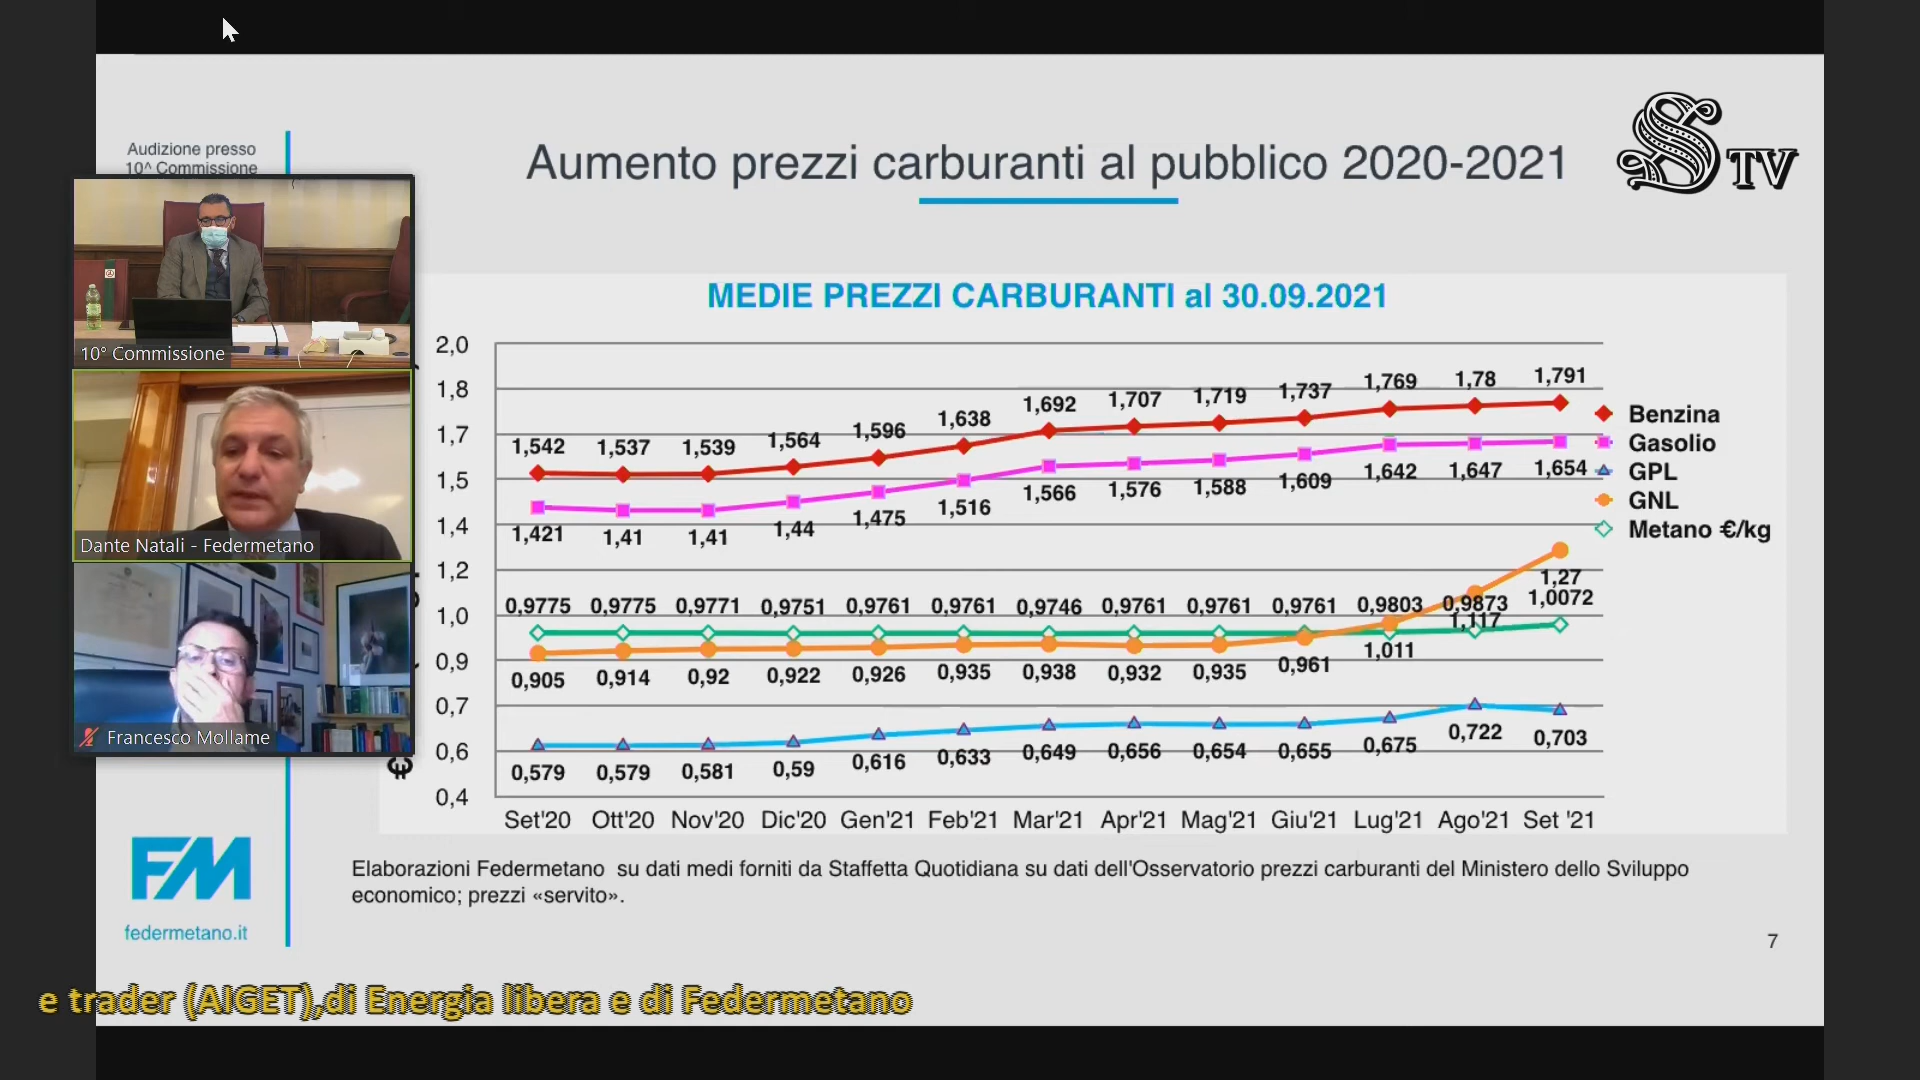 Audizione presso
10^ Commissione
Aumento prezzi carburanti al pubblico 2020-2021
S TV
10° Commissione
Dante Natali - Federmetano
Francesco Mollame
MEDIE PREZZI CARBURANTI al 30.09.2021
2,0
1,8
1,7
1,5
1,4
1,2
1,0
0,9
0,7
0,6
0,4
€
1,542 1,537 1,539 1,564 1,596 1,638 1,692 1,707 1,719 1,737 1,769 1,78 1,791
1,421 1,41 1,41 1,44 1,475 1,516 1,566 1,576 1,588 1,609 1,642 1,647 1,654
0,9775 0,9775 0,9771 0,9751 0,9761 0,9761 0,9746 0,9761 0,9761 0,9761 0,9803 0,9873 1,0072
0,905 0,914 0,92 0,922 0,926 0,935 0,938 0,932 0,935 0,961 1,011 1,117 1,27
0,579 0,579 0,581 0,59 0,616 0,633 0,649 0,656 0,654 0,655 0,675 0,722 0,703
Set'20 Ott'20 Nov'20 Dic'20 Gen'21 Feb'21 Mar'21 Apr'21 Mag'21 Giu'21 Lug'21 Ago'21 Set '21
Benzina
Gasolio
GPL
GNL
Metano €/kg
Elaborazioni Federmetano su dati medi forniti da Staffetta Quotidiana su dati dell'Osservatorio prezzi carburanti del Ministero dello Sviluppo
economico; prezzi «servito».
FM
federmetano.it
7
e trader (AIGET),di Energia libera e di Federmetano